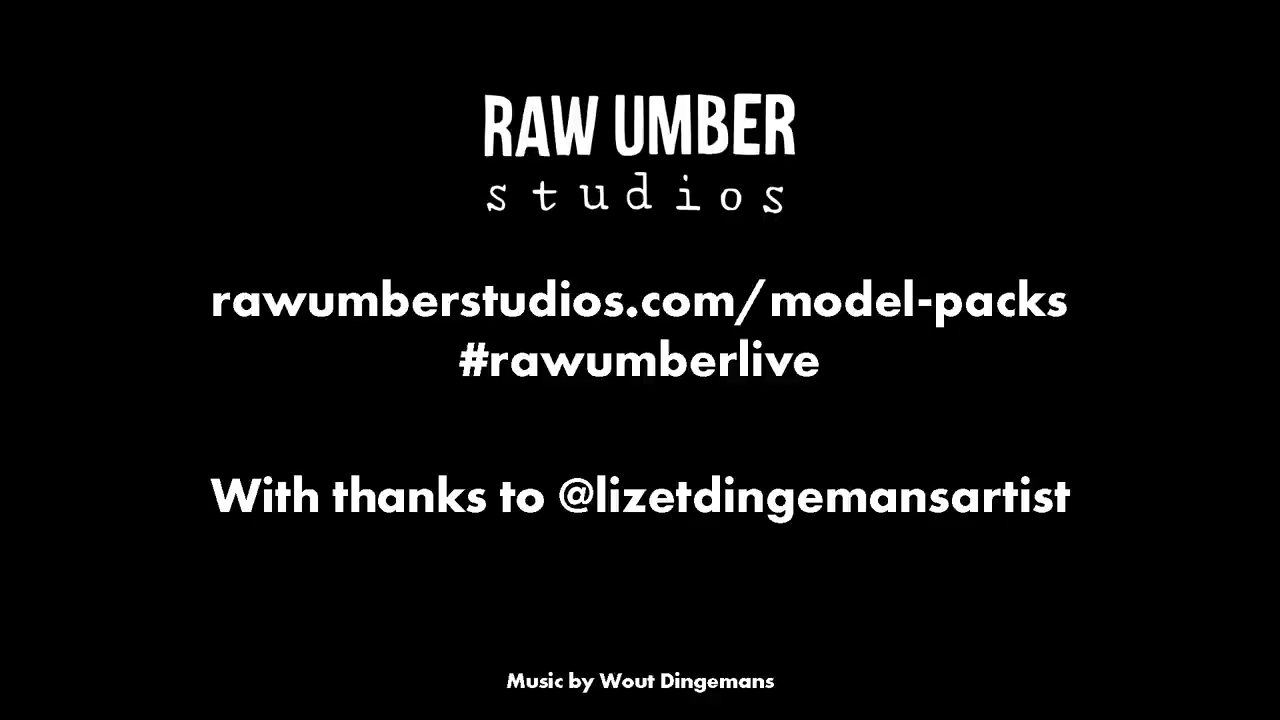 RAW UMBER
studios
rawumberstudios.com/model-packs
#rawumberlive
With thanks to @lizetdingemansartist
Music by Wout Dingemans